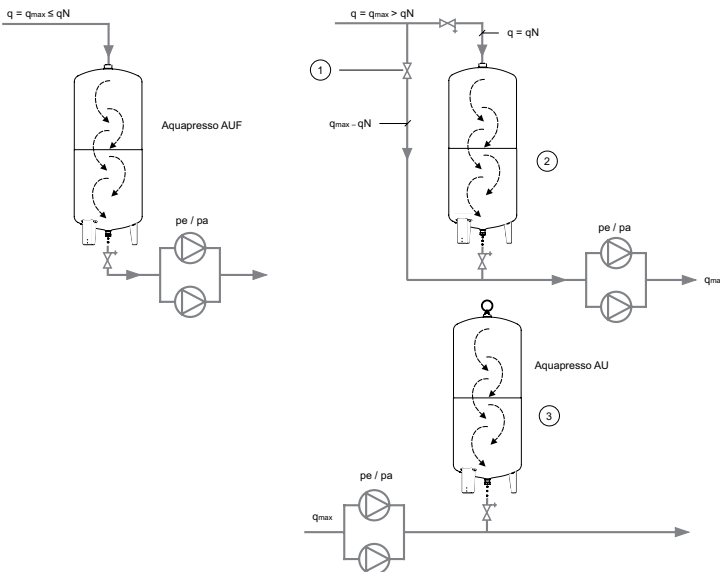 q = qmax ≤ qN
Aquapresso AUF
pe / pa
q = qmax > qN
q = qN
1
qmax – qN
2
pe / pa
qma
Aquapresso AU
3
pe / pa
qmax